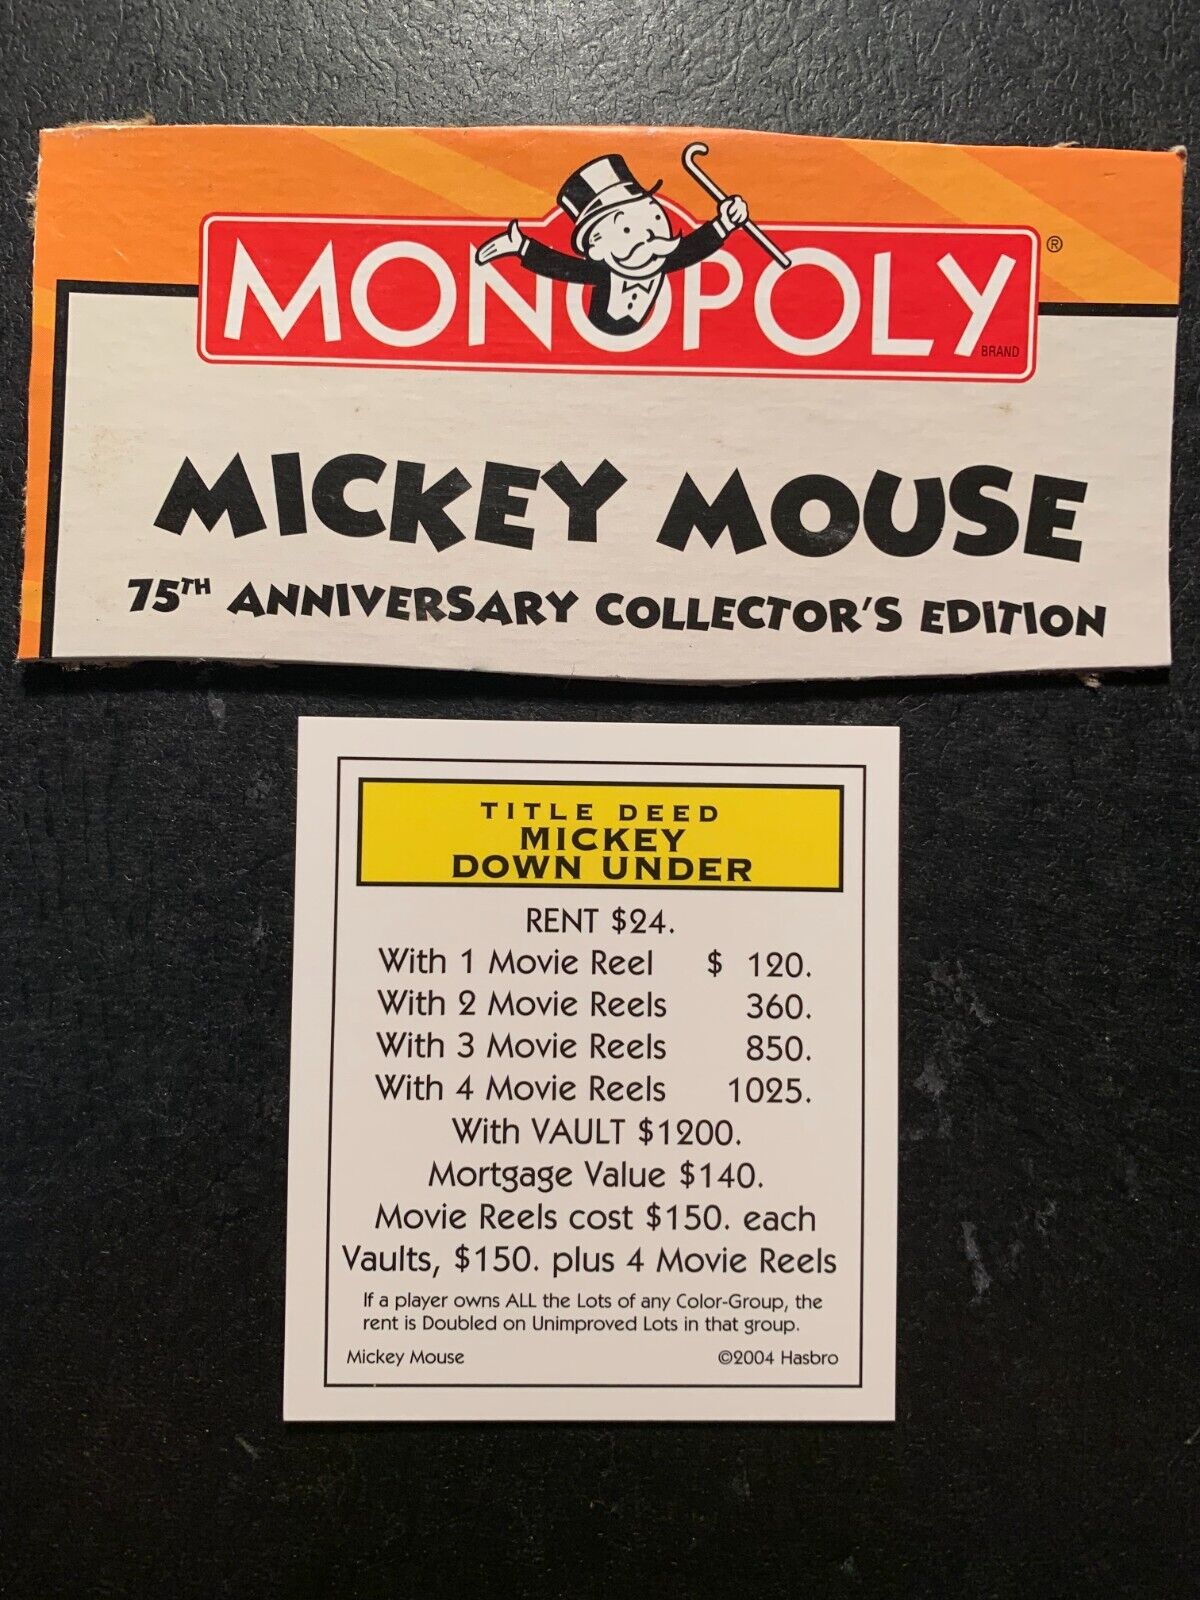 MONOPOLY ®
BRAND
MICKEY MOUSE
75TH ANNIVERSARY COLLECTOR'S EDITION
TITLE DEED
MICKEY
DOWN UNDER
RENT $24.
With 1 Movie Reel $ 120.
With 2 Movie Reels 360.
With 3 Movie Reels 850.
With 4 Movie Reels 1025.
With VAULT $1200.
Mortgage Value $140.
Movie Reels cost $150. each
Vaults, $150. plus 4 Movie Reels
If a player owns ALL the Lots of any Color-Group, the
rent is Doubled on Unimproved Lots in that group.
Mickey Mouse ©2004 Hasbro